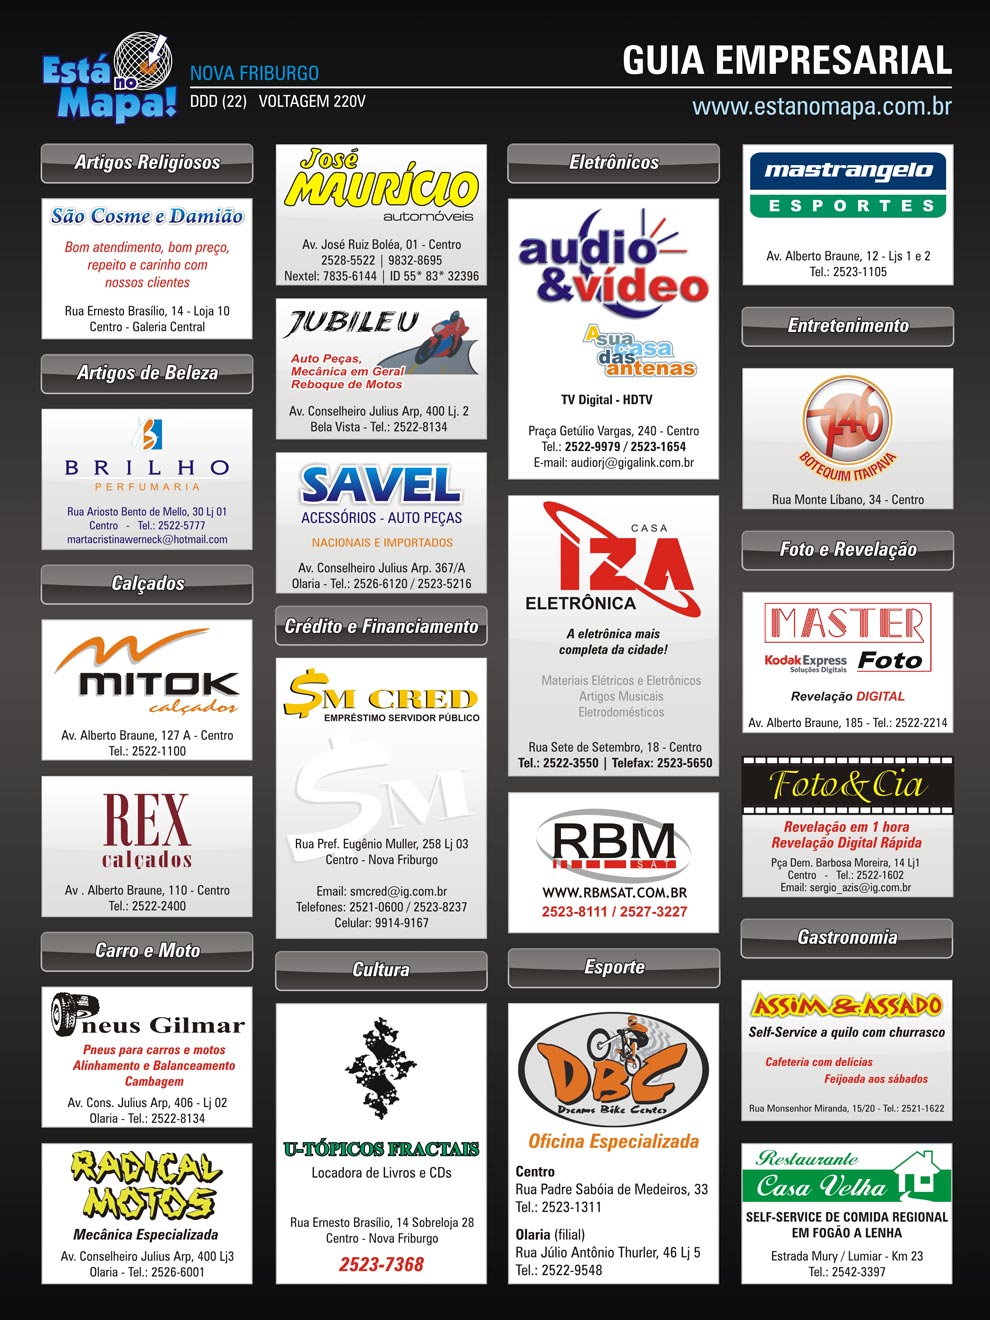 Está no Mapa!
NOVA FRIBURGO
DDD (22) VOLTAGEM 220V
GUIA EMPRESARIAL
www.estanomapa.com.br
Artigos Religiosos
São Cosme e Damião
Bom atendimento, bom preço,
repeito e carinho com
nossos clientes
Rua Ernesto Brasílio, 14 - Loja 10
Centro - Galeria Central
Artigos de Beleza
BRILHO
PERFUMARIA
Rua Ariosto Bento de Mello, 30 Lj 01
Centro - Tel.: 2522-5777
martacristinawerneck@hotmail.com
Calçados
MITOK
calçados
Av. Alberto Braune, 127 A - Centro
Tel.: 2522-1100
REX
calçados
Av . Alberto Braune, 110 - Centro
Tel.: 2522-2400
Carro e Moto
Pneus Gilmar
Pneus para carros e motos
Alinhamento e Balanceamento
Cambagem
Av. Cons. Julius Arp, 406 - Lj 02
Olaria - Tel.: 2522-8134
RADICAL
MOTOS
Mecânica Especializada
Av. Conselheiro Julius Arp, 400 Lj3
Olaria - Tel.: 2526-6001
José
MAURÍCIO
automóveis
Av. José Ruiz Boléa, 01 - Centro
2528-5522 | 9832-8695
Nextel: 7835-6144 | ID 55* 83* 32396
JUBILEU
Auto Peças,
Mecânica em Geral
Reboque de Motos
Av. Conselheiro Julius Arp, 400 Lj. 2
Bela Vista - Tel.: 2522-8134
SAVEL
ACESSÓRIOS - AUTO PEÇAS
NACIONAIS E IMPORTADOS
Av. Conselheiro Julius Arp. 367/A
Olaria - Tel.: 2526-6120 / 2523-5216
Crédito e Financiamento
$M CRED
EMPRÉSTIMO SERVIDOR PÚBLICO
$M
Rua Pref. Eugênio Muller, 258 Lj 03
Centro - Nova Friburgo
Email: smcred@ig.com.br
Telefones: 2521-0600 / 2523-8237
Celular: 9914-9167
Cultura
U-TÓPICOS FRACTAIS
Locadora de Livros e CDs
Rua Ernesto Brasílio, 14 Sobreloja 28
Centro - Nova Friburgo
2523-7368
Eletrônicos
audio
&vídeo
A sua
casa
das
antenas
TV Digital - HDTV
Praça Getúlio Vargas, 240 - Centro
Tel.: 2522-9979 / 2523-1654
E-mail: audiorj@gigalink.com.br
CASA
IZA
ELETRÔNICA
A eletrônica mais
completa da cidade!
Materiais Elétricos e Eletrônicos
Artigos Musicais
Eletrodomésticos
Rua Sete de Setembro, 18 - Centro
Tel.: 2522-3550 | Telefax: 2523-5650
RBM
SAT
WWW.RBMSAT.COM.BR
2523-8111 / 2527-3227
Esporte
DBC
Dreams Bike Center
Oficina Especializada
Centro
Rua Padre Sabóia de Medeiros, 33
Tel.: 2523-1311
Olaria (filial)
Rua Júlio Antônio Thurler, 46 Lj 5
Tel.: 2522-9548
mastrangelo
ESPORTES
Av. Alberto Braune, 12 - Ljs 1 e 2
Tel.: 2523-1105
Entretenimento
746
BOTEQUIM ITAIPAVA
Rua Monte Líbano, 34 - Centro
Foto e Revelação
MASTER
Kodak Express
Soluções Digitais
Foto
Revelação DIGITAL
Av. Alberto Braune, 185 - Tel.: 2522-2214
Foto&Cia
Revelação em 1 hora
Revelação Digital Rápida
Pça Dem. Barbosa Moreira, 14 Lj1
Centro - Tel.: 2522-1602
Email: sergio_azis@ig.com.br
Gastronomia
ASSIM & ASSADO
Self-Service a quilo com churrasco
Cafeteria com delícias
Feijoada aos sábados
Rua Monsenhor Miranda, 15/20 - Tel.: 2521-1622
Restaurante
Casa Velha
SELF-SERVICE DE COMIDA REGIONAL
EM FOGÃO A LENHA
Estrada Mury / Lumiar - Km 23
Tel.: 2542-3397